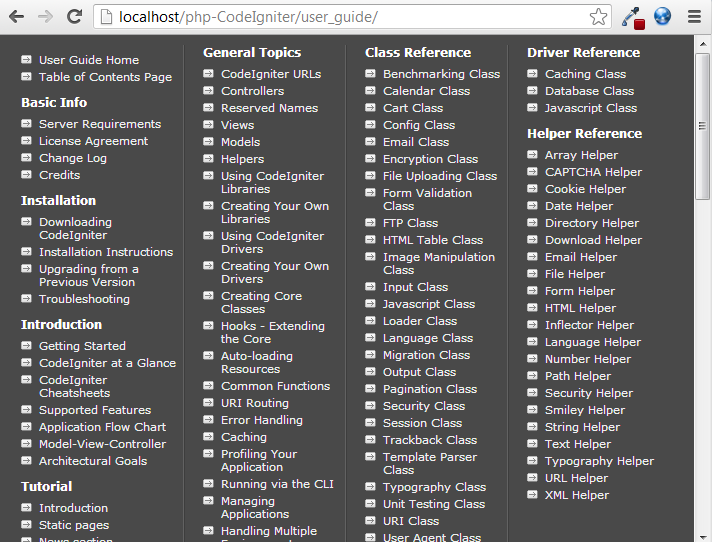 localhost/php-CodeIgniter/user_guide/
User Guide Home
Table of Contents Page
Basic Info
Server Requirements
License Agreement
Change Log
Credits
Installation
Downloading
CodeIgniter
Installation Instructions
Upgrading from a
Previous Version
Troubleshooting
Introduction
Getting Started
CodeIgniter at a Glance
CodeIgniter
Cheatsheets
Supported Features
Application Flow Chart
Model-View-Controller
Architectural Goals
Tutorial
Introduction
Static pages
News section
General Topics
CodeIgniter URLs
Controllers
Reserved Names
Views
Models
Helpers
Using CodeIgniter
Libraries
Creating Your Own
Libraries
Using CodeIgniter
Drivers
Creating Your Own
Drivers
Creating Core
Classes
Hooks - Extending
the Core
Auto-loading
Resources
Common Functions
URI Routing
Error Handling
Caching
Profiling Your
Application
Running via the CLI
Managing
Applications
Handling Multiple
Class Reference
Benchmarking Class
Calendar Class
Cart Class
Config Class
Email Class
Encryption Class
File Uploading Class
Form Validation
Class
FTP Class
HTML Table Class
Image Manipulation
Class
Input Class
Javascript Class
Loader Class
Language Class
Migration Class
Output Class
Pagination Class
Security Class
Session Class
Trackback Class
Template Parser
Class
Typography Class
Unit Testing Class
URI Class
User Agent Class
Driver Reference
Caching Class
Database Class
Javascript Class
Helper Reference
Array Helper
CAPTCHA Helper
Cookie Helper
Date Helper
Directory Helper
Download Helper
Email Helper
File Helper
Form Helper
HTML Helper
Inflector Helper
Language Helper
Number Helper
Path Helper
Security Helper
Smiley Helper
String Helper
Text Helper
Typography Helper
URL Helper
XML Helper